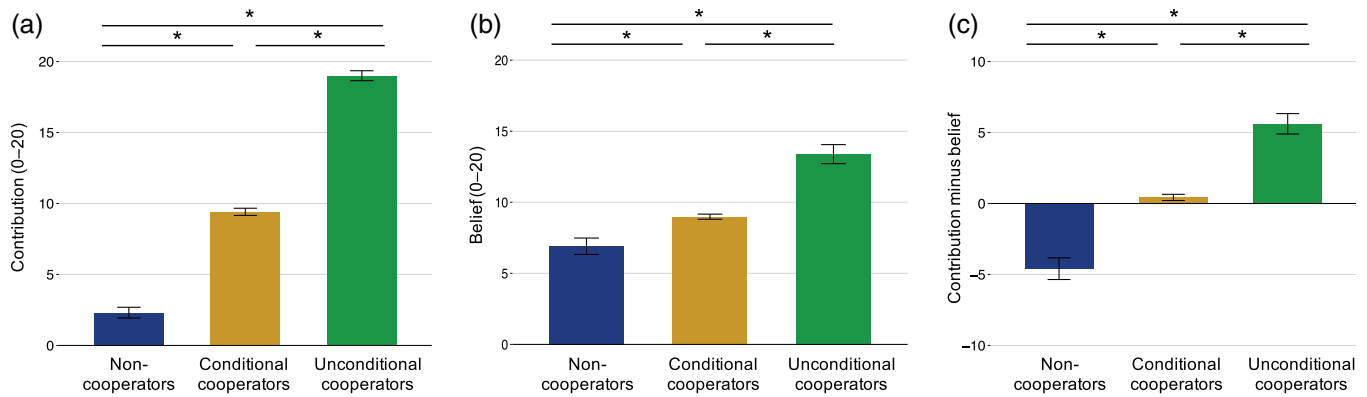 (a)
*
*
*
Contribution (0–20)
20
15
10
5
0
Non-
cooperators
Conditional
cooperators
Unconditional
cooperators
(b)
*
*
*
Belief (0–20)
20
15
10
5
0
Non-
cooperators
Conditional
cooperators
Unconditional
cooperators
(c)
*
*
*
Contribution minus belief
10
5
0
−5
−10
Non-
cooperators
Conditional
cooperators
Unconditional
cooperators